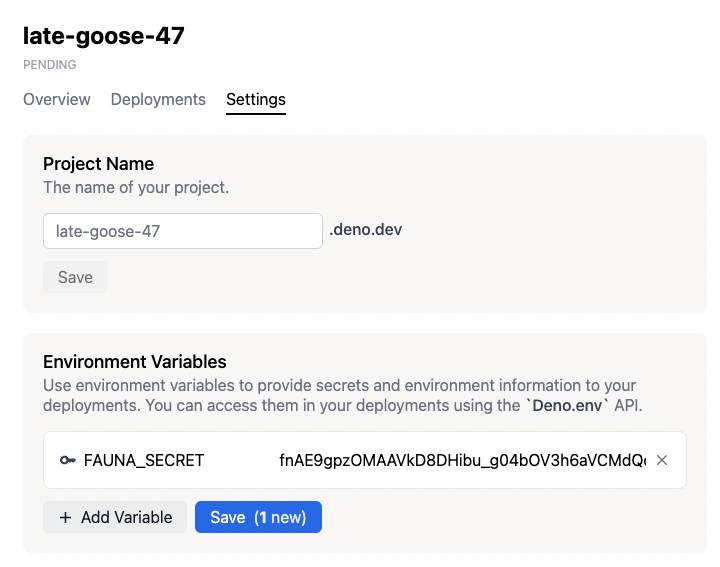 late-goose-47
PENDING
Overview Deployments Settings
Project Name
The name of your project.
late-goose-47 .deno.dev
Save
Environment Variables
Use environment variables to provide secrets and environment information to your
deployments. You can access them in your deployments using the `Deno.env` API.
FAUNA_SECRET fnAE9gpzOMAAVkD8DHibu_g04bOV3h6aVCMdQ
+ Add Variable Save (1 new)